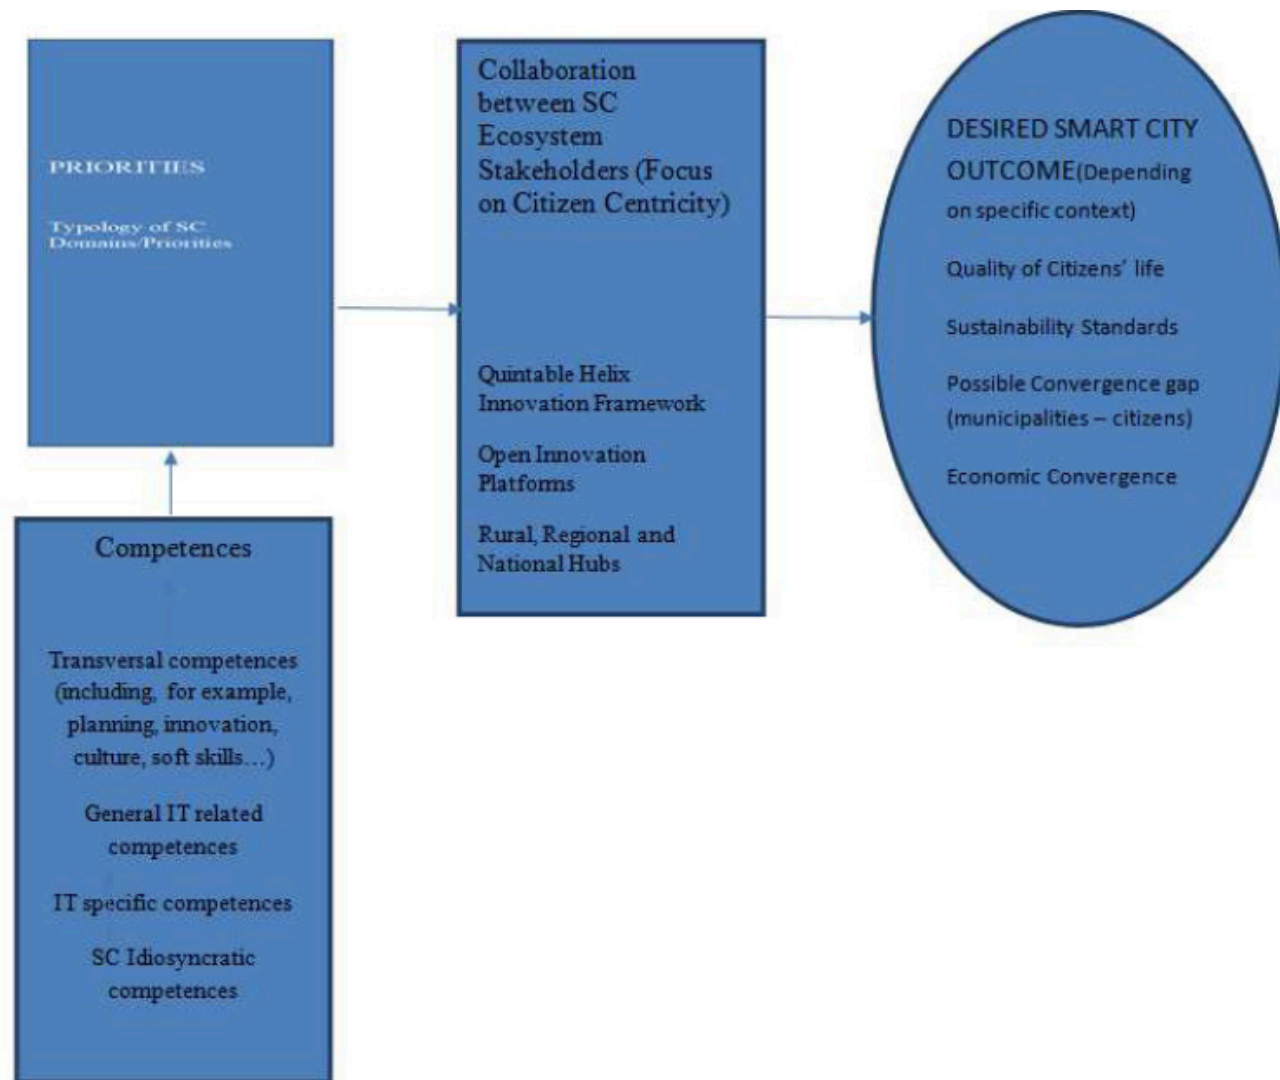 PRIORITIES
Typology of SC
Domains/Priorities
Competences
Transversal competences
(including, for example,
planning, innovation,
culture, soft skills...)
General IT related
competences
IT specific competences
SC Idiosyncratic
competences
Collaboration
between SC
Ecosystem
Stakeholders (Focus
on Citizen Centricity)
Quintable Helix
Innovation Framework
Open Innovation
Platforms
Rural, Regional and
National Hubs
DESIRED SMART CITY
OUTCOME(Depending
on specific context)
Quality of Citizens’ life
Sustainability Standards
Possible Convergence gap
(municipalities – citizens)
Economic Convergence